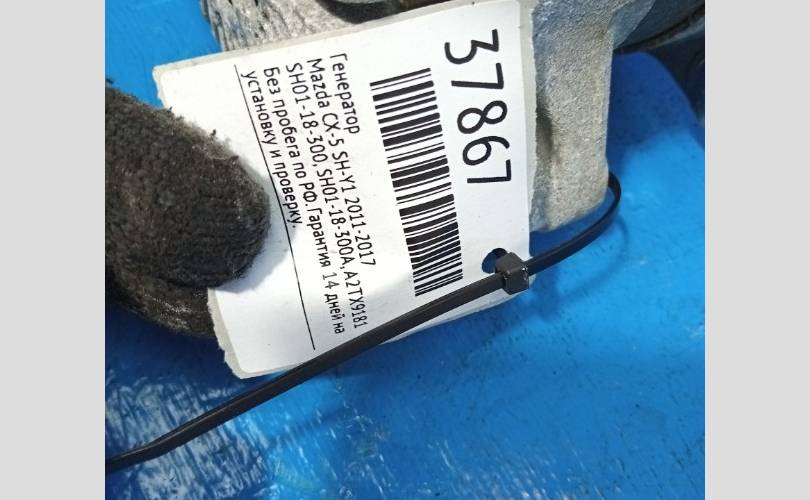 37867
Генератор
Mazda CX-5 SH-Y1 2011-2017
SH01-18-300, SH01-18-300A, A2TX9181
Без пробега по РФ. Гарантия 14 дней на
установку и проверку.